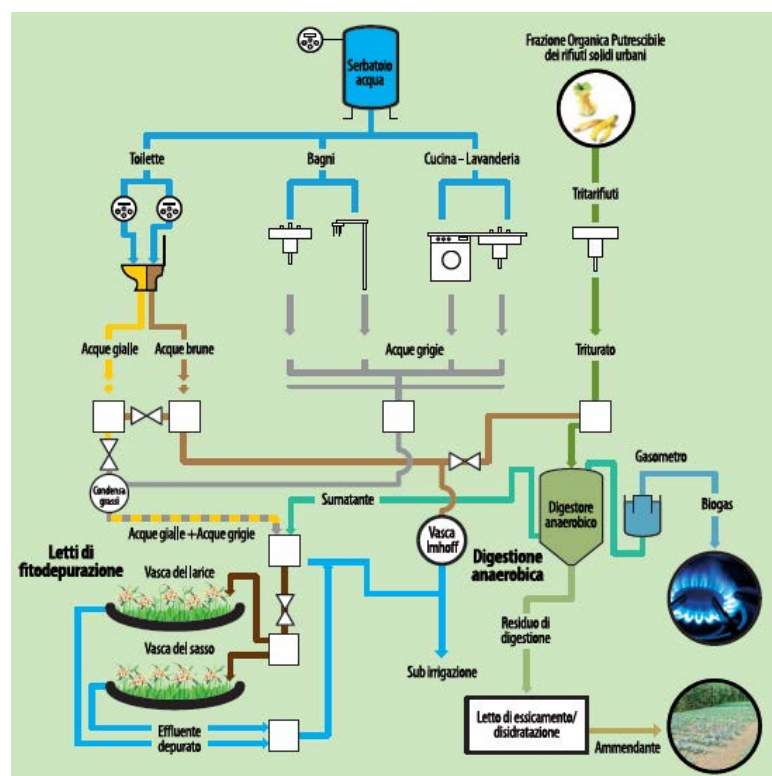 Serbatoio
acqua
Frazione Organica Putrescibile
dei rifiuti solidi urbani
Toilette
Bagni
Cucina – Lavanderia
Tritarifiuti
Acque gialle
Acque brune
Acque grigie
Triturato
Condensa
grassi
Gasometro
Biogas
Surnatante
Digestore
anaerobico
Vasca
Imhoff
Digestione
anaerobica
Acque gialle +Acque grigie
Letti di
fitodepurazione
Vasca del larice
Vasca del sasso
Residuo di
digestione
Sub irrigazione
Effluente
depurato
Letto di essicamento/
disidratazione
Ammendante